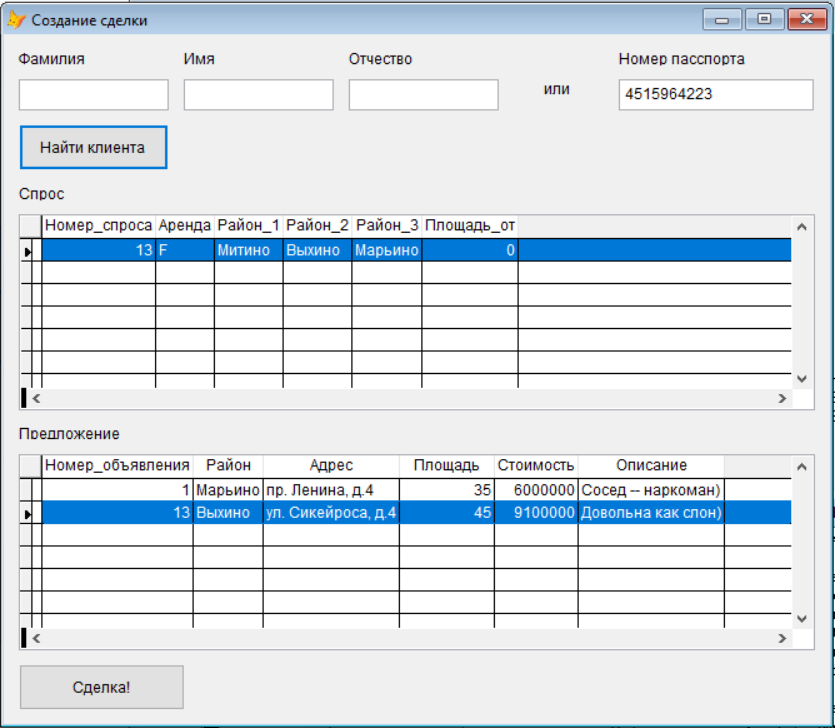 Создание сделки
Фамилия Имя Отчество Номер паспорта
или 4515964223
Найти клиента
Спрос
Номер_спроса Аренда Район_1 Район_2 Район_3 Площадь_от
13 F Митино Выхино Марьино 0
Предложение
Номер_объявления Район Адрес Площадь Стоимость Описание
1 Марьино пр. Ленина, д.4 35 6000000 Сосед -- наркоман)
13 Выхино ул. Сикейроса, д.4 45 9100000 Довольна как слон)
Сделка!